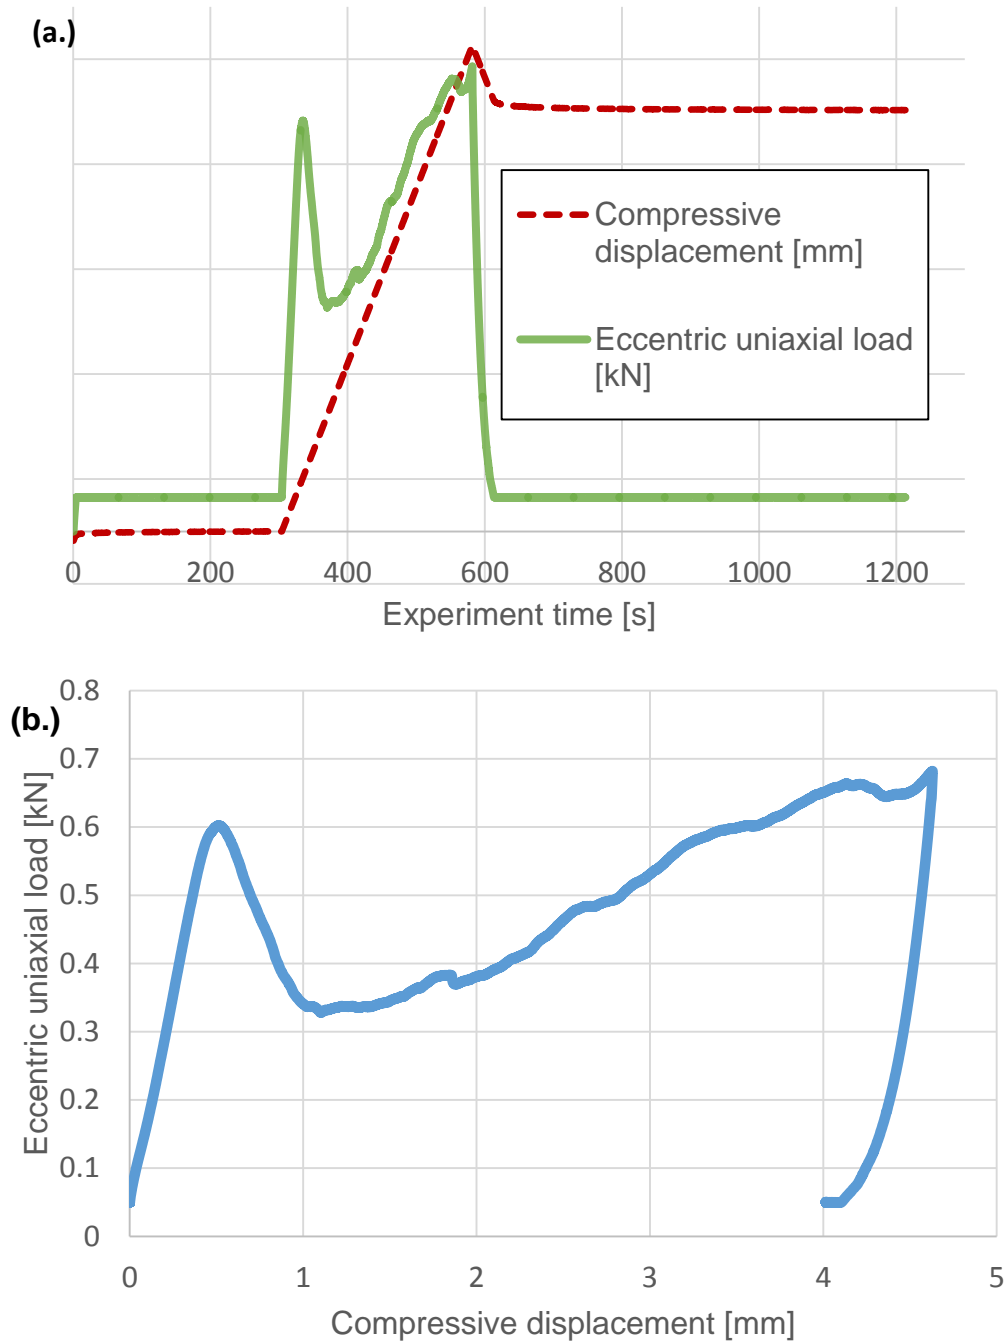 (a.)
Compressive
displacement [mm]
Eccentric uniaxial load
[kN]
0 200 400 600 800 1000 1200
Experiment time [s]
(b.)
Eccentric uniaxial load [kN]
0.8
0.7
0.6
0.5
0.4
0.3
0.2
0.1
0
0 1 2 3 4 5
Compressive displacement [mm]